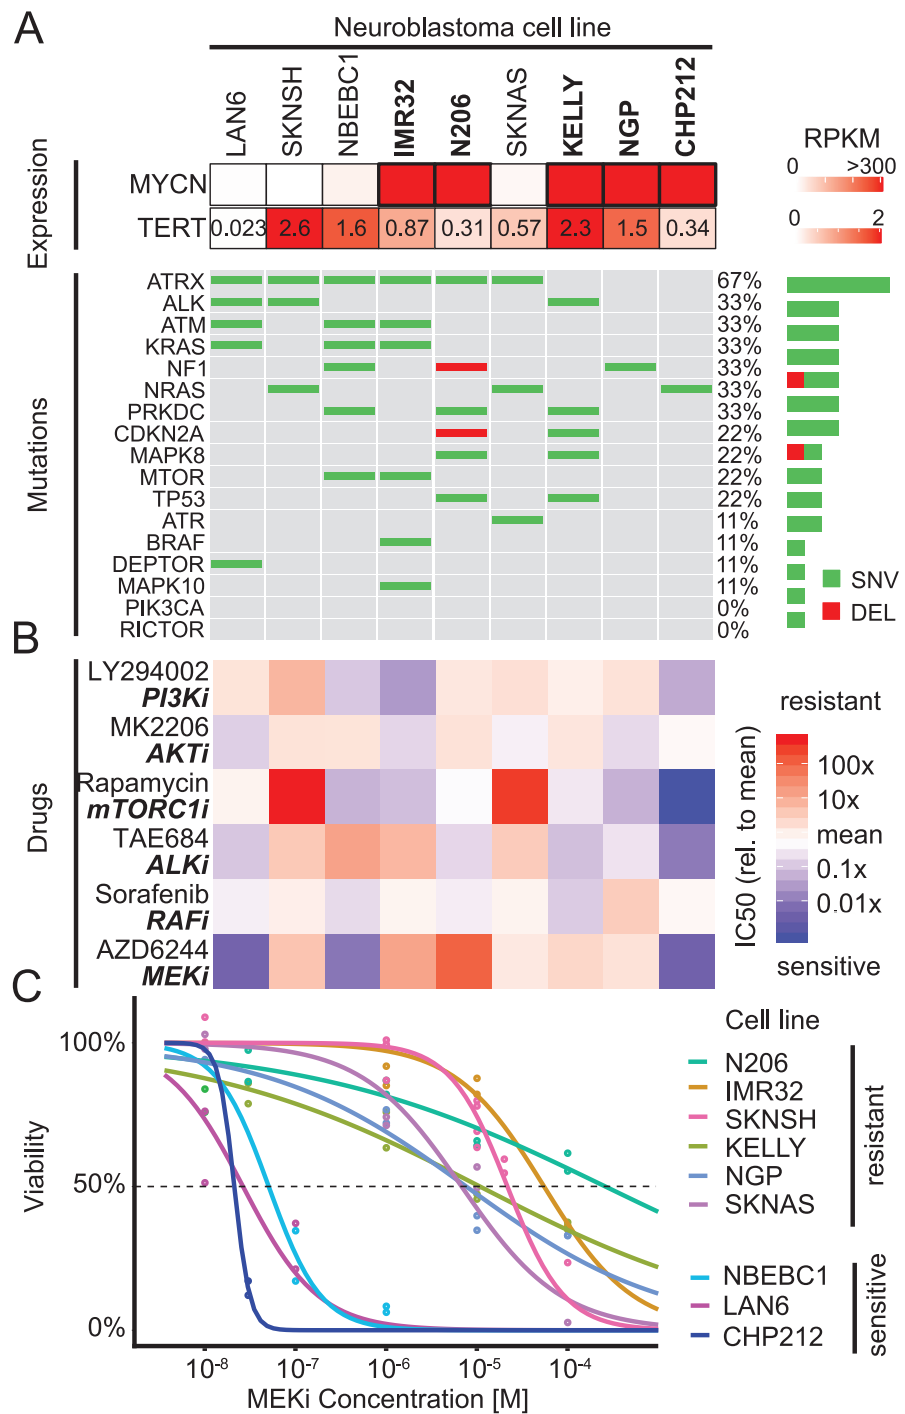 A
Neuroblastoma cell line
LAN6
SKNSH
NBEBC1
IMR32
N206
SKNAS
KELLY
NGP
CHP212
Expression
MYCN
TERT 0.023 2.6 1.6 0.87 0.31 0.57 2.3 1.5 0.34
RPKM
0 >300
0 2
Mutations
ATRX 67%
ALK 33%
ATM 33%
KRAS 33%
NF1 33%
NRAS 33%
PRKDC 33%
CDKN2A 22%
MAPK8 22%
MTOR 22%
TP53 22%
ATR 11%
BRAF 11%
DEPTOR 11%
MAPK10 11%
PIK3CA 0%
RICTOR 0%
SNV
DEL
B
Drugs
LY294002
PI3Ki
MK2206
AKTi
Rapamycin
mTORC1i
TAE684
ALKi
Sorafenib
RAFi
AZD6244
MEKi
resistant
IC50 (rel. to mean)
100x
10x
mean
0.1x
0.01x
sensitive
C
Viability
100%
50%
0%
10-8 10-7 10-6 10-5 10-4
MEKi Concentration [M]
Cell line
N206
IMR32
SKNSH
KELLY
NGP
SKNAS
resistant
NBEBC1
LAN6
CHP212
sensitive